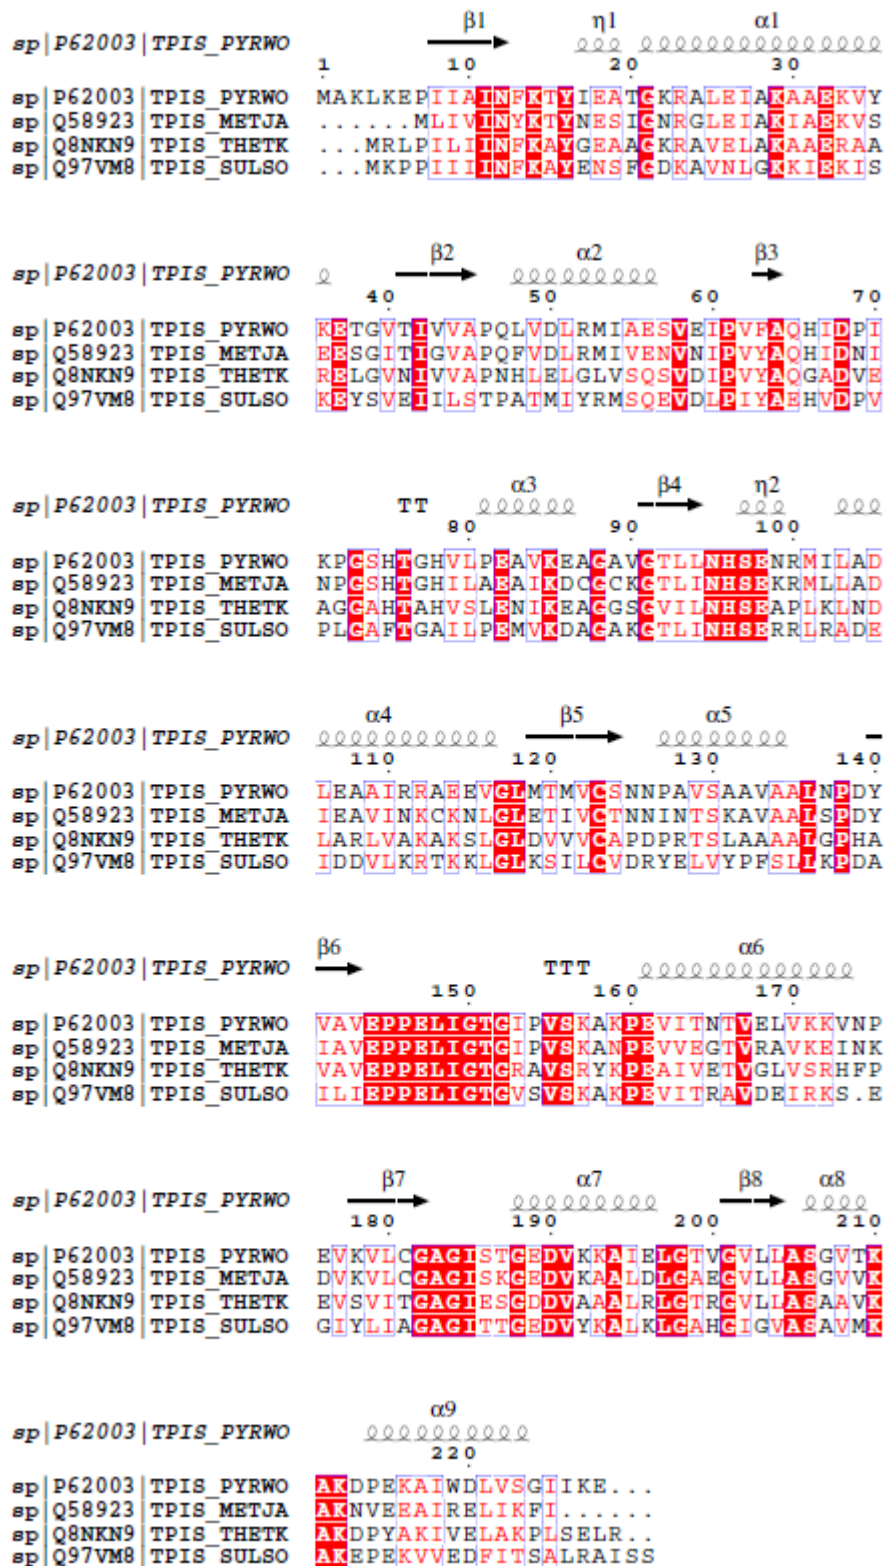 β1 η1 α1
sp|P62003|TPIS_PYRWO
1 10 20 30
sp|P62003|TPIS_PYRWO MAKLKEPIIAINFKTYIEATGKRALEIAKAAEKVY
sp|Q58923|TPIS_METJA ......MLIVINYKTYNESIGNRGLEIAKIAEKVS
sp|Q8NKN9|TPIS_THETK ...MRLPILIINFKAYGEAAGKRAVELAKAAERAA
sp|Q97VM8|TPIS_SULSO ...MKPPIIIINFKAYENSFGDKAVNLGKKIEKIS
β2 α2 β3
sp|P62003|TPIS_PYRWO
40 50 60 70
sp|P62003|TPIS_PYRWO KETGVTIVVAPQLVDLRMIAESVEIPVFAQHIDPI
sp|Q58923|TPIS_METJA EESGITIGVAPQFVDLRMIVENVNIPVYAQHIDNI
sp|Q8NKN9|TPIS_THETK RELGVNIVVAPNHLELGLVSQSVDIPVYAQGADVE
sp|Q97VM8|TPIS_SULSO KEYSVEIILSTPATMIYRMSQEVDLPIYAEHVDPV
TT α3 β4 η2
sp|P62003|TPIS_PYRWO
80 90 100
sp|P62003|TPIS_PYRWO KPGSHTGHVLPEAVKEAGAVGTLLNHSENRMILAD
sp|Q58923|TPIS_METJA NPGSHTGHILAEAIKDCGCKGTLINHSEKRMLLAD
sp|Q8NKN9|TPIS_THETK AGGAHTAHVSLENIKEAGGSGVILNHSEAPLKLND
sp|Q97VM8|TPIS_SULSO PLGAFTGAILPEMVKDAGAKGTLINHSERRLRADE
α4 β5 α5
sp|P62003|TPIS_PYRWO
110 120 130 140
sp|P62003|TPIS_PYRWO LEAAIRRAEEVGLMTMVCSNNPAVSAAVAALNPDY
sp|Q58923|TPIS_METJA IEAVINKCKNLGLETIVCTNNINTSKAVAALSPDY
sp|Q8NKN9|TPIS_THETK LARLVAKAKSLGLDVVVCAPDPRTSLAAAALGPHA
sp|Q97VM8|TPIS_SULSO IDDVLKRTKKLGLKSILCVDRYELVYPFSLLKPDA
β6 TTT α6
sp|P62003|TPIS_PYRWO
150 160 170
sp|P62003|TPIS_PYRWO VAVEPPELIGTGIPVSKAKPEVITNTVELVKKVNP
sp|Q58923|TPIS_METJA IAVEPPELIGTGIPVSKANPEVVEGTVRAVKEINK
sp|Q8NKN9|TPIS_THETK VAVEPPELIGTGRAVSRYKPEAIVETVGLVSRHFP
sp|Q97VM8|TPIS_SULSO ILIEPPELIGTGVSVSKAKPEVITRAVDEIRKS.E
β7 α7 β8 α8
sp|P62003|TPIS_PYRWO
180 190 200 210
sp|P62003|TPIS_PYRWO EVKVLCGAGISTGEDVKKAIELGTVGVLLASGVTK
sp|Q58923|TPIS_METJA DVKVLCGAGISKGEDVKAALDLGAEGVLLASGVVK
sp|Q8NKN9|TPIS_THETK EVSVITGAGIESGDDVAAALRLGTRGVLLASAAVK
sp|Q97VM8|TPIS_SULSO GIYLIAGAGITTGEDVYKALKLGAHGIGVASAVMK
α9
sp|P62003|TPIS_PYRWO
220
sp|P62003|TPIS_PYRWO AKDPEKAIWDLVSGIIKE...
sp|Q58923|TPIS_METJA AKNVEEAIRELIKFI......
sp|Q8NKN9|TPIS_THETK AKDPYAKIVELAKPLSELR..
sp|Q97VM8|TPIS_SULSO AKEPEKVVEDFITSALRAISS